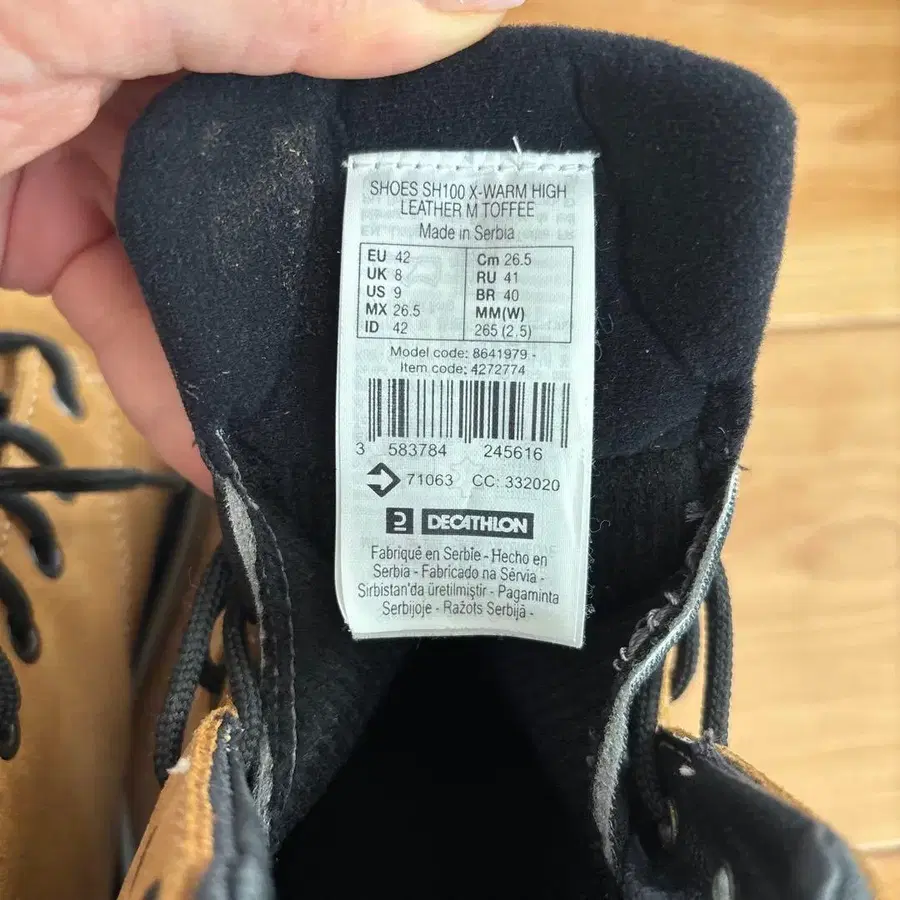 SHOES SH100 X-WARM HIGH
LEATHER M TOFFEE
Made in Serbia
EU 42
UK 8
US 9
MX 26.5
ID 42
Cm 26.5
RU 41
BR 40
MM(W)
265 (2.5)
Model code: 8641979 -
Item code: 4272774
3 583784 245616
71063 CC: 332020
DECATHLON
Fabriqué en Serbie - Hecho en
Serbia - Fabricado na Sérvia -
Sirbistan'da üretilmiştir - Pagaminta
Serbijoje - Ražots Serbijā -